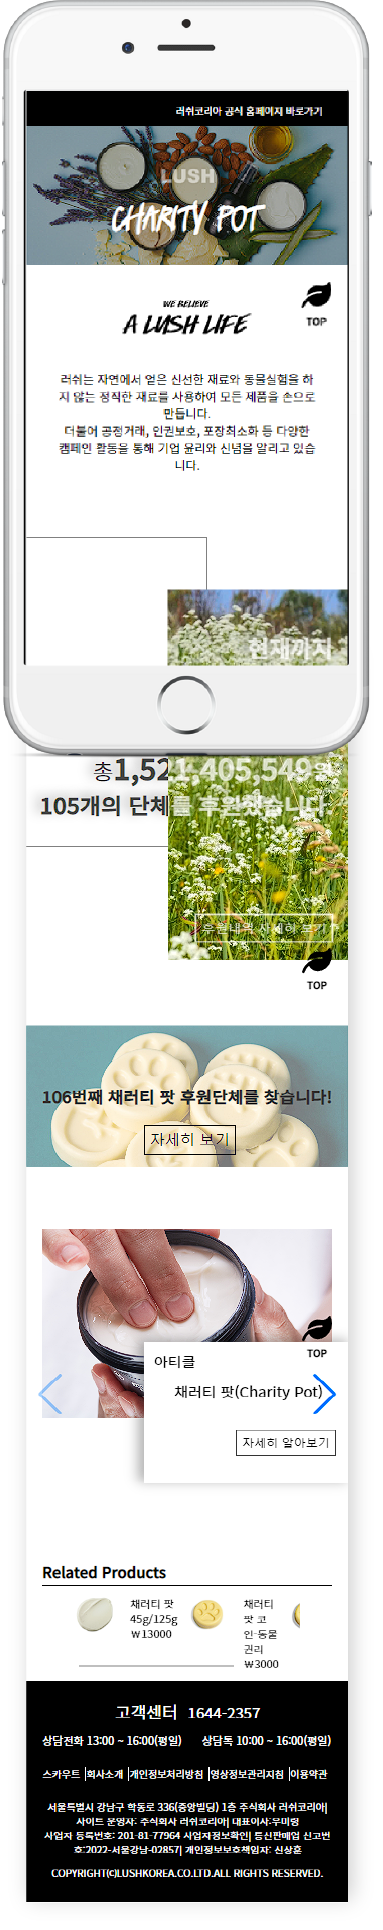 러쉬코리아 공식 홈페이지 바로가기
LUSH
CHARITY POT
WE BELIEVE
A LUSH LIFE
TOP
러쉬는 자연에서 얻은 신선한 재료와 동물실험을 하
지 않는 정직한 재료를 사용하여 모든 제품을 손으로
만듭니다.
더불어 공정거래, 인권보호, 포장최소화 등 다양한
캠페인 활동을 통해 기업 윤리와 신념을 알리고 있습
니다.
현재까지
총1,521,405,549원
105개의 단체를 후원했습니다.
후원내역 자세히 보기
TOP
106번째 채러티 팟 후원단체를 찾습니다!
자세히 보기
TOP
아티클
채러티 팟(Charity Pot)
자세히 알아보기
Related Products
채러티 팟
45g/125g
₩13000
채러티
팟 코
인-동물
권리
₩3000
고객센터 1644-2357
상담전화 13:00 ~ 16:00(평일) 상담톡 10:00 ~ 16:00(평일)
스카우트 |회사소개 |개인정보처리방침 |영상정보관리지침 |이용약관
서울특별시 강남구 학동로 336(중앙빌딩) 1층 주식회사 러쉬코리아|
사이트 운영자: 주식회사 러쉬코리아| 대표이사:우미령
사업자 등록번호: 201-81-77964 사업자정보확인| 통신판매업 신고번
호:2022-서울강남-02857| 개인정보보호책임자: 신상훈
COPYRIGHT(C)LUSHKOREA.CO.LTD.ALL RIGHTS RESERVED.